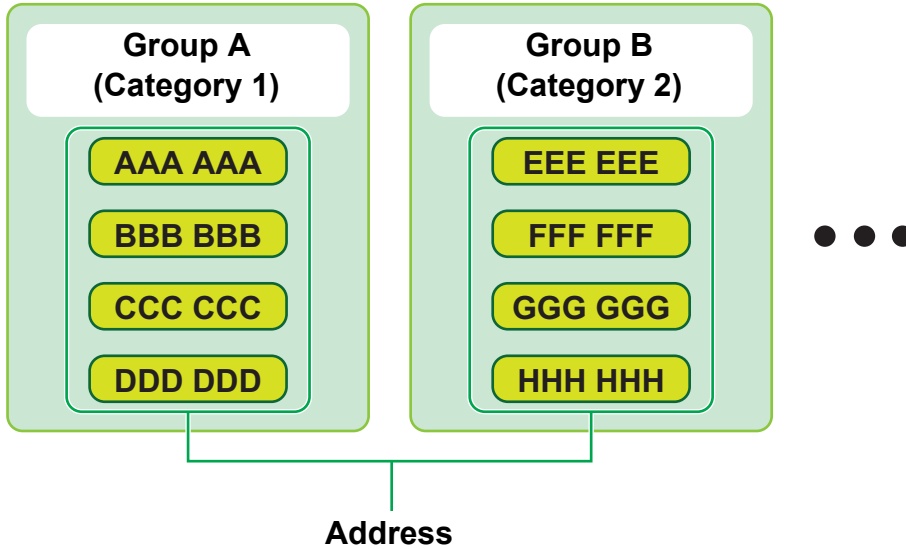 Group A
(Category 1)
AAA AAA
BBB BBB
CCC CCC
DDD DDD
Group B
(Category 2)
EEE EEE
FFF FFF
GGG GGG
HHH HHH
Address